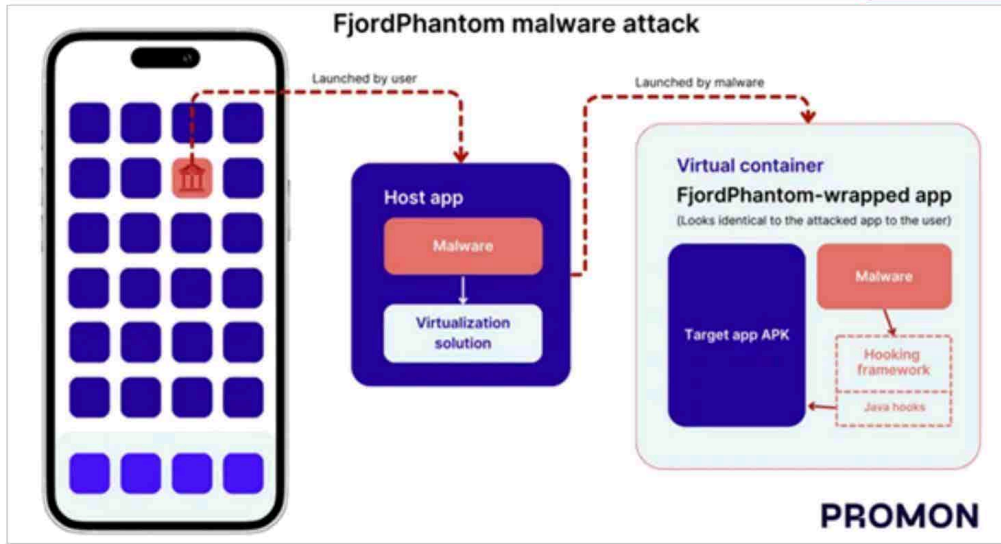 FjordPhantom malware attack
Launched by user
Launched by malware
Host app
Malware
Virtualization
solution
Virtual container
FjordPhantom-wrapped app
(Looks identical to the attacked app to the user)
Target app APK
Malware
Hooking
framework
Java hooks
PROMON